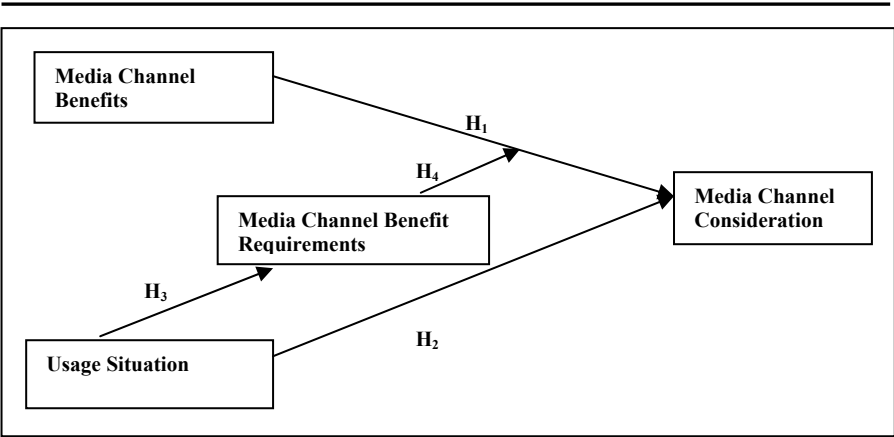 Media Channel
Benefits
H₁
H₄
Media Channel
Consideration
Media Channel Benefit
Requirements
H₃
H₂
Usage Situation